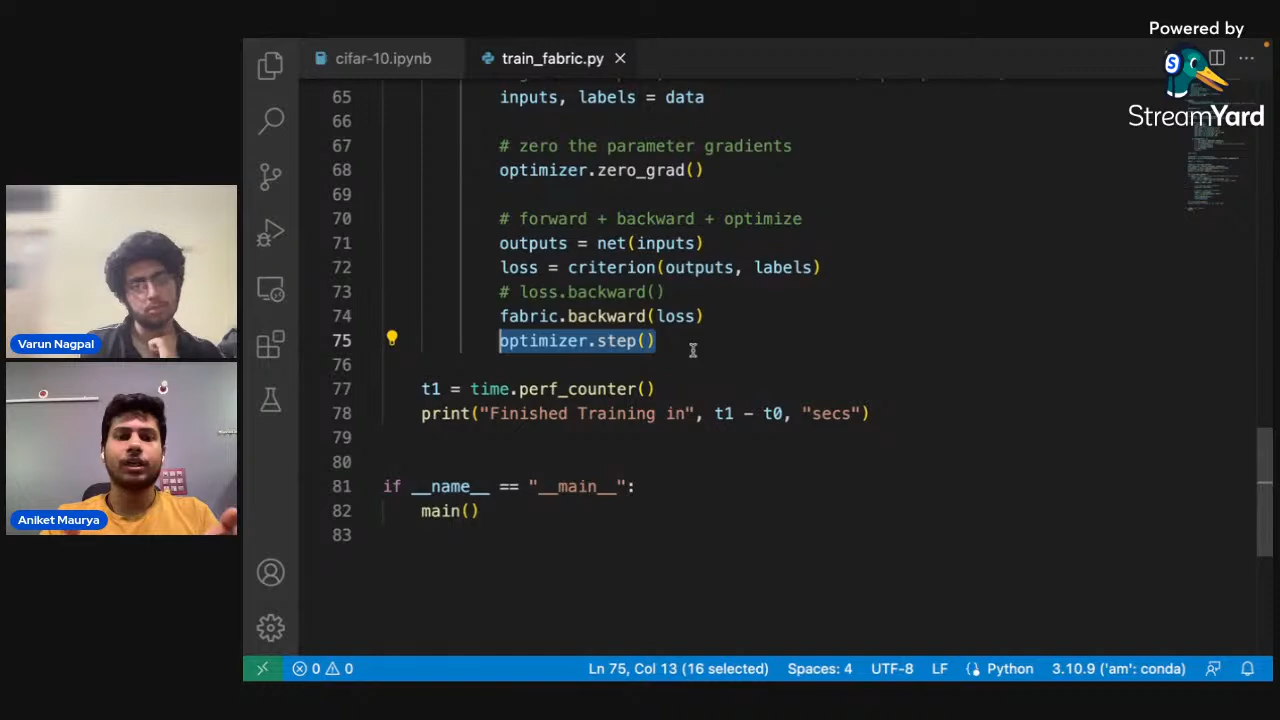 Powered by
StreamYard
cifar-10.ipynb
train_fabric.py
65 inputs, labels = data
66
67 # zero the parameter gradients
68 optimizer.zero_grad()
69
70 # forward + backward + optimize
71 outputs = net(inputs)
72 loss = criterion(outputs, labels)
73 # loss.backward()
74 fabric.backward(loss)
75 optimizer.step()
76
77 t1 = time.perf_counter()
78 print("Finished Training in", t1 - t0, "secs")
79
80
81 if __name__ == "__main__":
82 main()
83
Varun Nagpal
Aniket Maurya
0 0 Ln 75, Col 13 (16 selected) Spaces: 4 UTF-8 LF Python 3.10.9 ('am': conda)